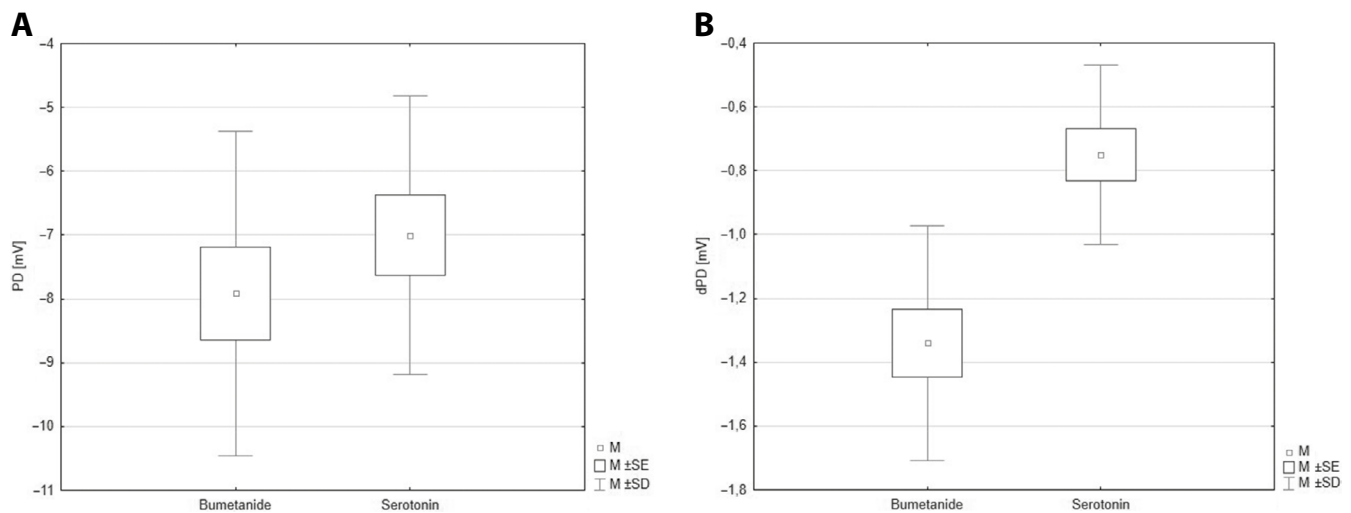 A
−4
−5
−6
−7
−8
−9
−10
−11
PD [mV]
Bumetanide
Serotonin
M
M ±SE
M ±SD
B
−0,4
−0,6
−0,8
−1,0
−1,2
−1,4
−1,6
−1,8
dPD [mV]
Bumetanide
Serotonin
M
M ±SE
M ±SD